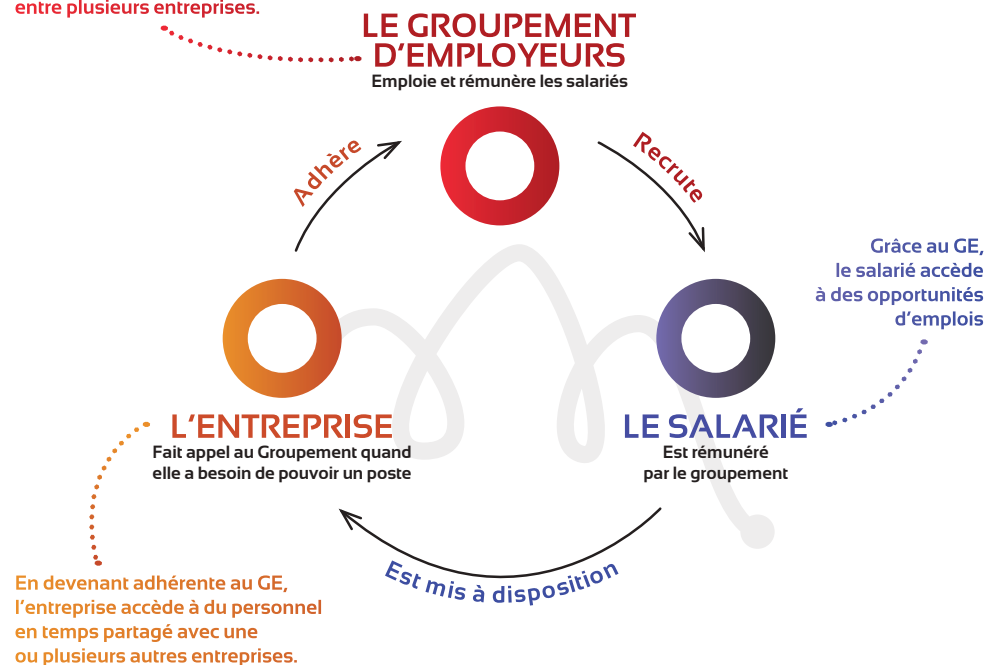 entre plusieurs entreprises.
LE GROUPEMENT
D'EMPLOYEURS
Emploie et rémunère les salariés
Adhère
Recrute
Grâce au GE,
le salarié accède
à des opportunités
d'emplois
L'ENTREPRISE
Fait appel au Groupement quand
elle a besoin de pouvoir un poste
LE SALARIÉ
Est rémunéré
par le groupement
Est mis à disposition
En devenant adhérente au GE,
l'entreprise accède à du personnel
en temps partagé avec une
ou plusieurs autres entreprises.